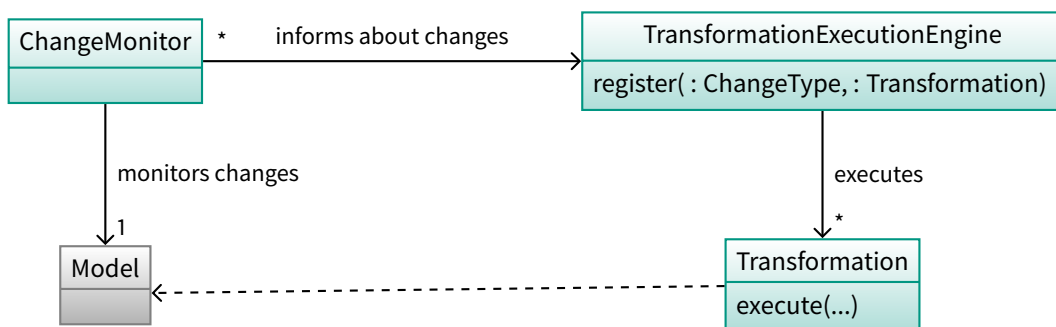 ChangeMonitor
*
informs about changes
TransformationExecutionEngine
register( : ChangeType, : Transformation)
monitors changes
executes
1
*
Model
Transformation
execute(...)